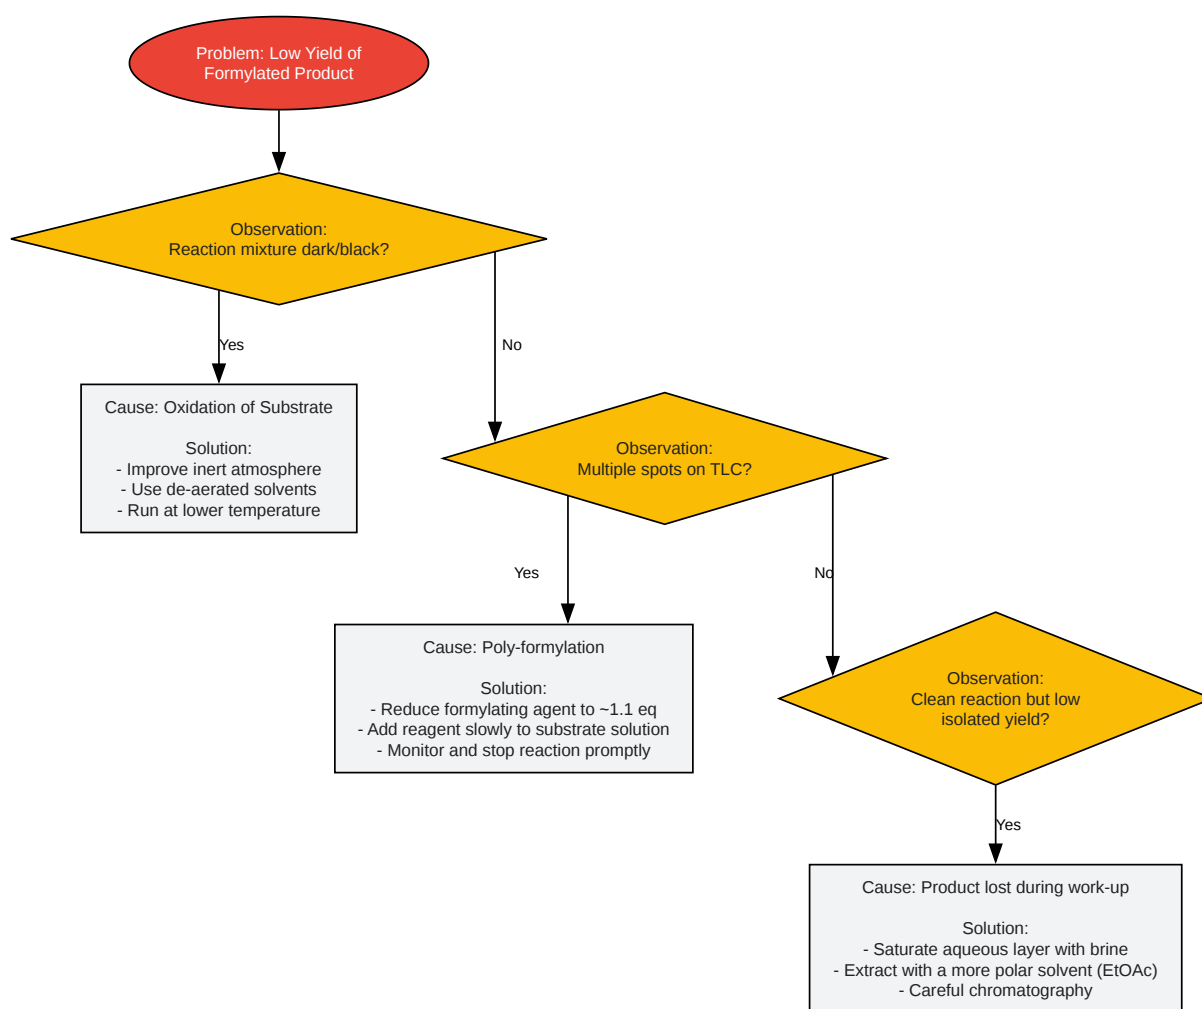 Problem: Low Yield of
Formylated Product
Observation:
Reaction mixture dark/black?
Yes
No
Cause: Oxidation of Substrate
Solution:
- Improve inert atmosphere
- Use de-aerated solvents
- Run at lower temperature
Observation:
Multiple spots on TLC?
Yes
No
Cause: Poly-formylation
Solution:
- Reduce formylating agent to ~1.1 eq
- Add reagent slowly to substrate solution
- Monitor and stop reaction promptly
Observation:
Clean reaction but low
isolated yield?
Yes
Cause: Product lost during work-up
Solution:
- Saturate aqueous layer with brine
- Extract with a more polar solvent (EtOAc)
- Careful chromatography